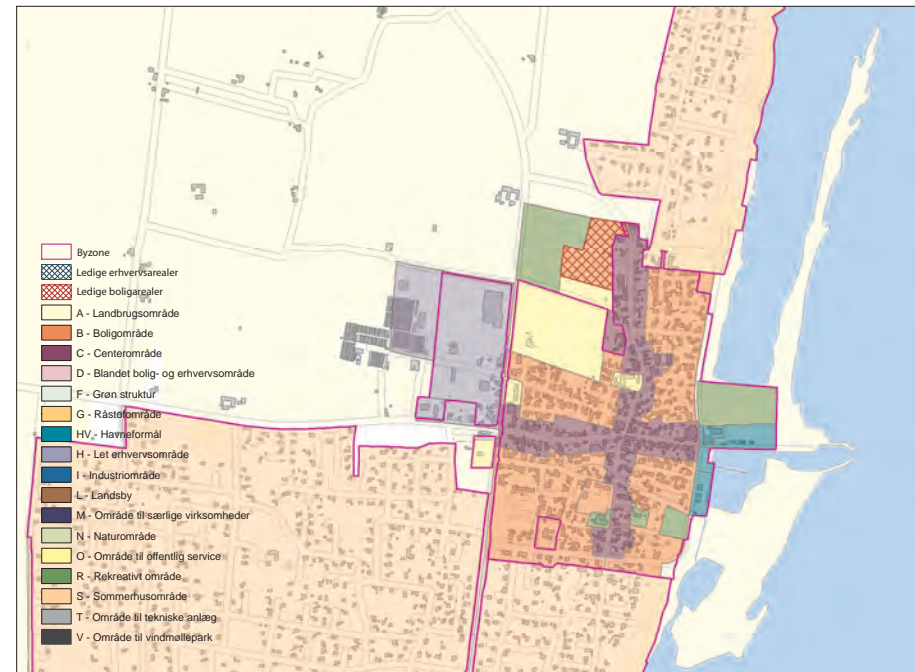 Byzone
Ledige erhvervsarealer
Ledige boligarealer
A - Landbrugsområde
B - Boligområde
C - Centerområde
D - Blandet bolig- og erhvervsområde
F - Grøn struktur
G - Råstofområde
HV - Havneformål
H - Let erhvervsområde
I - Industriområde
L - Landsby
M - Område til særlige virksomheder
N - Naturområde
O - Område til offentlig service
R - Rekreativt område
S - Sommerhusområde
T - Område til tekniske anlæg
V - Område til vindmøllepark